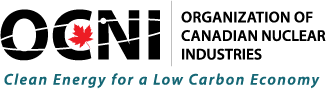 OCNI
ORGANIZATION OF
CANADIAN NUCLEAR
INDUSTRIES
Clean Energy for a Low Carbon Economy